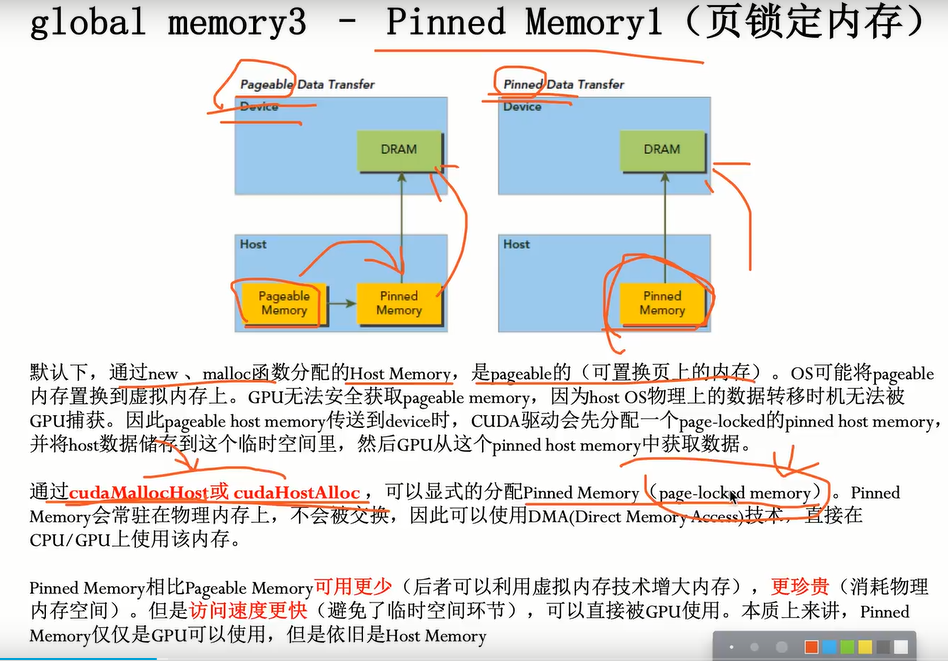 global memory3 – Pinned Memory1（页锁定内存）
Pageable Data Transfer
Pinned Data Transfer
Device
Device
DRAM
DRAM
Host
Host
Pageable
Memory
Pinned
Memory
Pinned
Memory
默认下，通过new 、malloc函数分配的Host Memory，是pageable的（可置换页上的内存）。OS可能将pageable
内存置换到虚拟内存上。GPU无法安全获取pageable memory，因为host OS物理上的数据转移时机无法被
GPU捕获。因此pageable host memory传送到device时，CUDA驱动会先分配一个page-locked的pinned host memory，
并将host数据储存到这个临时空间里，然后GPU从这个pinned host memory中获取数据。
通过cudaMallocHost或 cudaHostAlloc ，可以显式的分配Pinned Memory（page-locked memory）。Pinned
Memory会常驻在物理内存上，不会被交换，因此可以使用DMA(Direct Memory Access)技术，直接在
CPU/GPU上使用该内存。
Pinned Memory相比Pageable Memory可用更少（后者可以利用虚拟内存技术增大内存），更珍贵（消耗物理
内存空间）。但是访问速度更快（避免了临时空间环节），可以直接被GPU使用。本质上来讲，Pinned
Memory仅仅是GPU可以使用，但是依旧是Host Memory